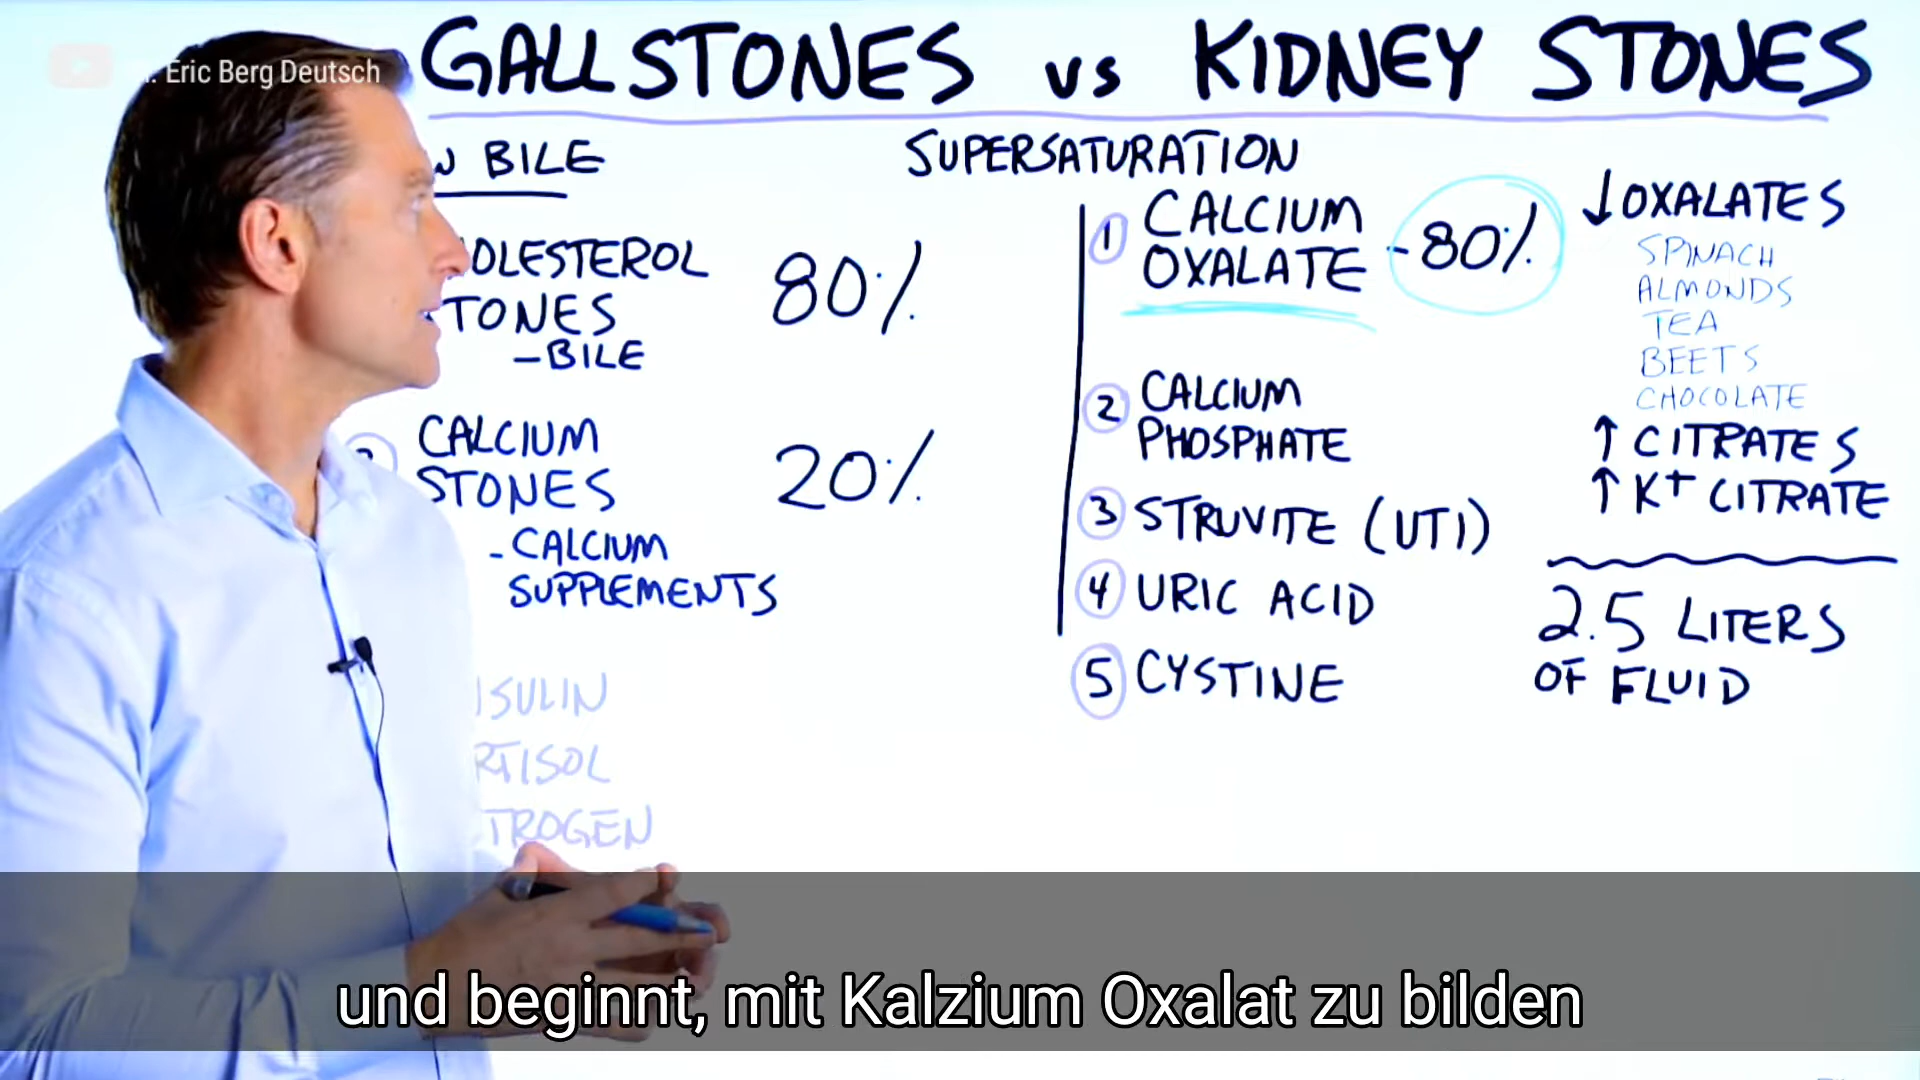 GALLSTONES vs KIDNEY STONES
Eric Berg Deutsch
BILE
OLESTEROL
TONES
80%
-BILE
CALCIUM
STONES
20%
- CALCIUM
SUPPLEMENTS
SULIN
RTISOL
TROGEN
SUPERSATURATION
1 CALCIUM
OXALATE - 80%
2 CALCIUM
PHOSPHATE
3 STRUVITE (UTI)
4 URIC ACID
5 CYSTINE
↓ OXALATES
SPINACH
ALMONDS
TEA
BEETS
CHOCOLATE
↑ CITRATES
↑ K+ CITRATE
2.5 LITERS
OF FLUID
und beginnt, mit Kalzium Oxalat zu bilden